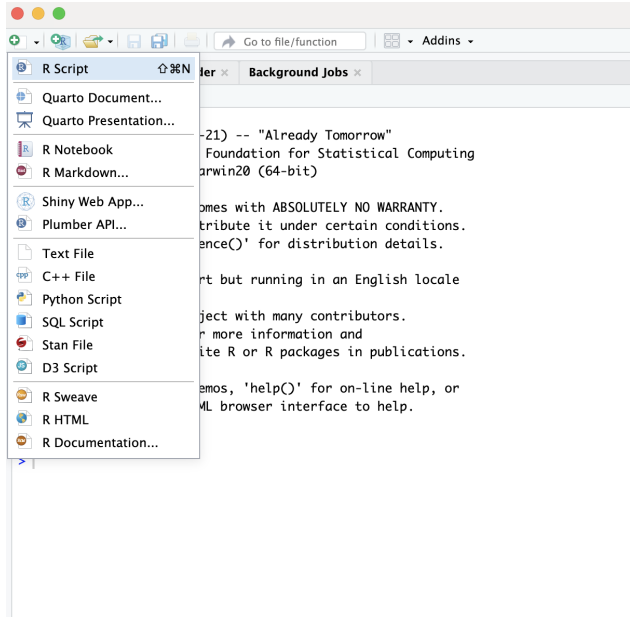 Go to file/function
Addins
R Script ⇧⌘N
der × Background Jobs ×
Quarto Document...
Quarto Presentation...
R Notebook
R Markdown...
Shiny Web App...
Plumber API...
Text File
C++ File
Python Script
SQL Script
Stan File
D3 Script
R Sweave
R HTML
R Documentation...
-21) -- "Already Tomorrow"
Foundation for Statistical Computing
arwin20 (64-bit)
omes with ABSOLUTELY NO WARRANTY.
tribute it under certain conditions.
ence()' for distribution details.
rt but running in an English locale
ject with many contributors.
r more information and
ite R or R packages in publications.
emos, 'help()' for on-line help, or
ML browser interface to help.
>